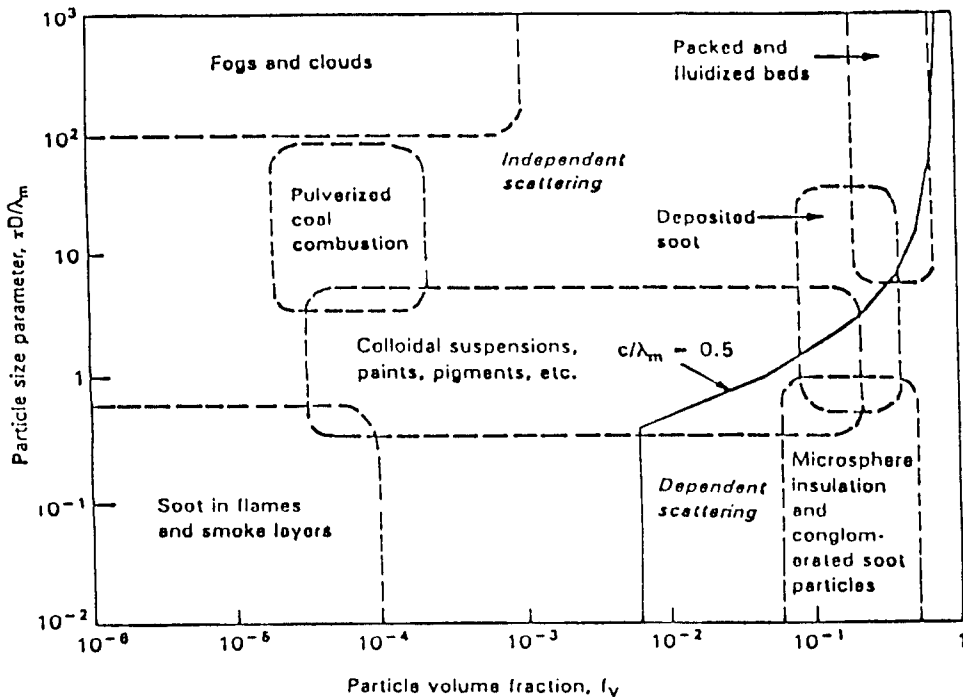 10³
Fogs and clouds
Packed and
fluidized beds
10²
Independent
scattering
Pulverized
coal
combustion
Deposited
soot
10
Colloidal suspensions,
paints, pigments, etc.
c/λm = 0.5
1
Particle size parameter, πD/λm
10⁻¹
Soot in flames
and smoke layers
Dependent
scattering
Microsphere
insulation
and
conglom-
erated soot
particles
10⁻²
10⁻⁶
10⁻⁵
10⁻⁴
10⁻³
10⁻²
10⁻¹
1
Particle volume fraction, fv